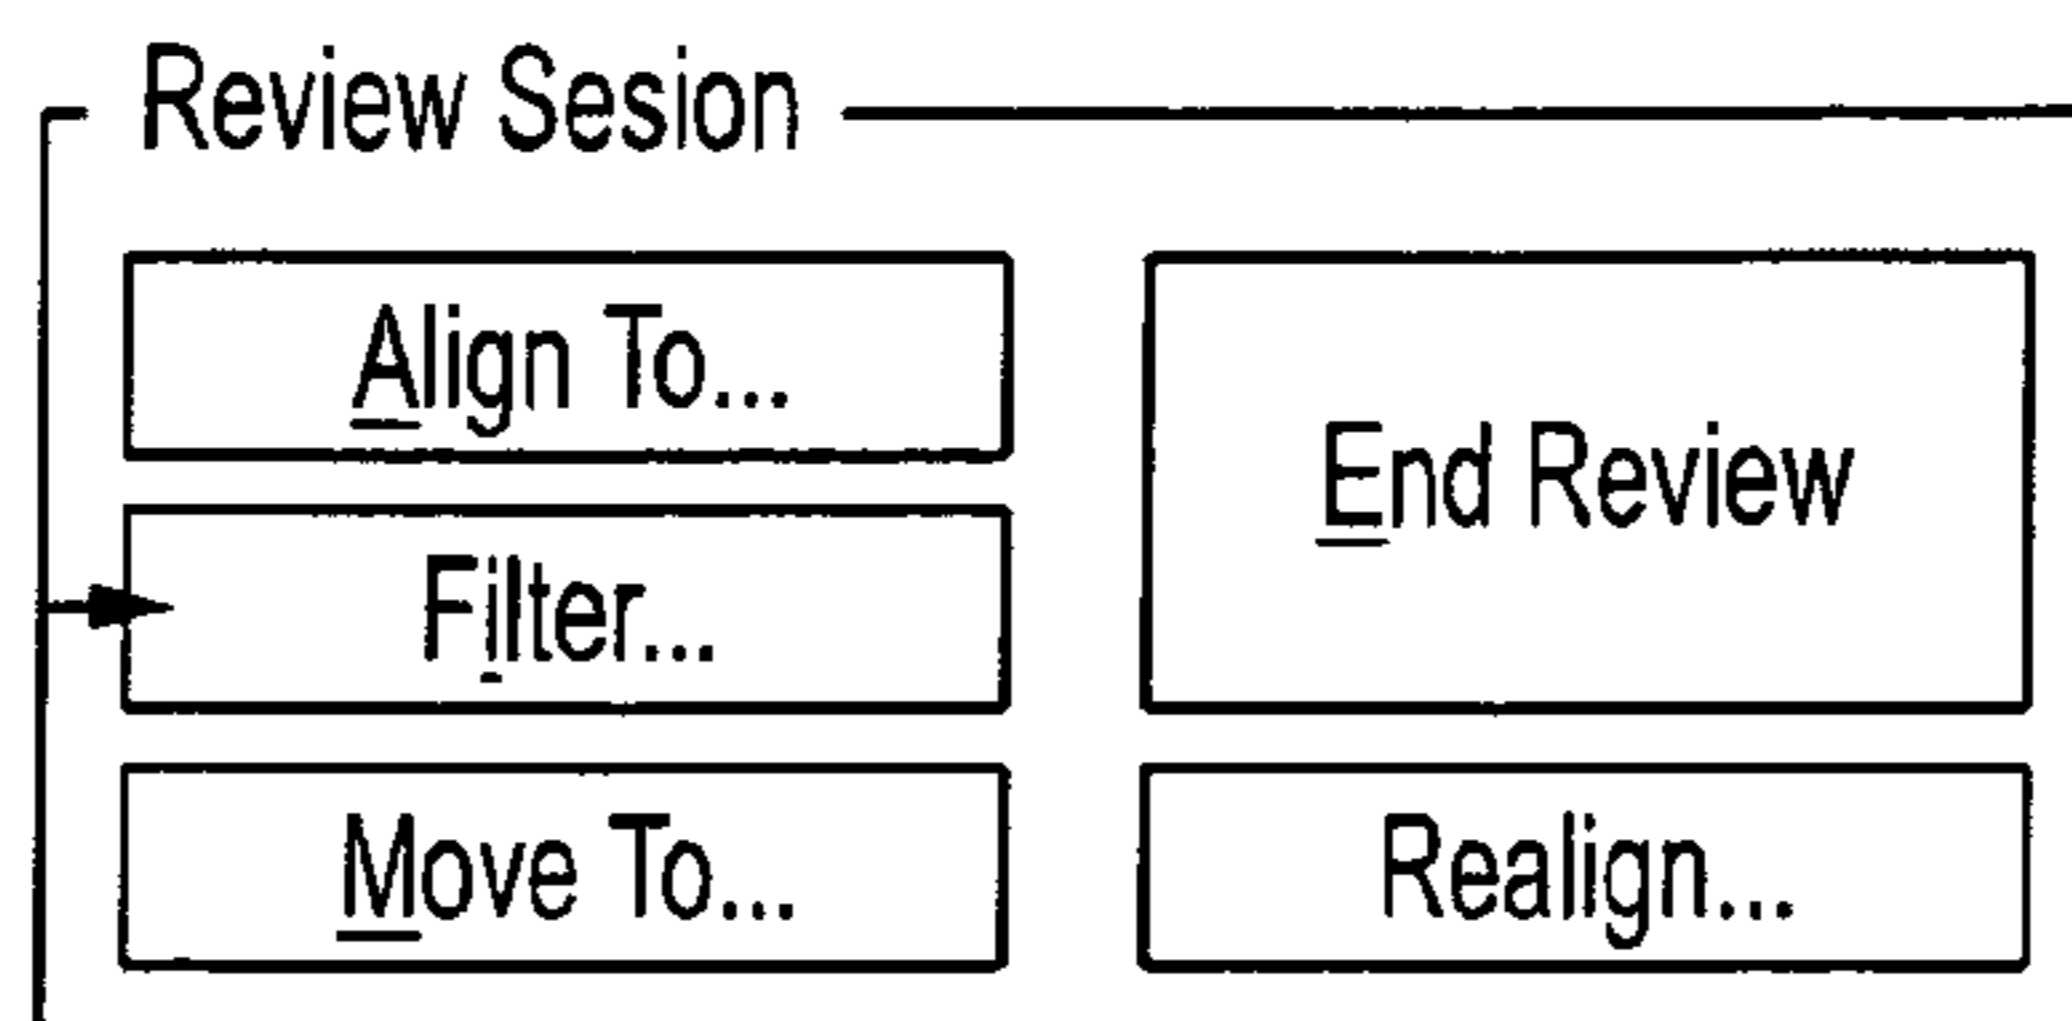 Review Sesion
Align To...
End Review
Filter...
Move To...
Realign...